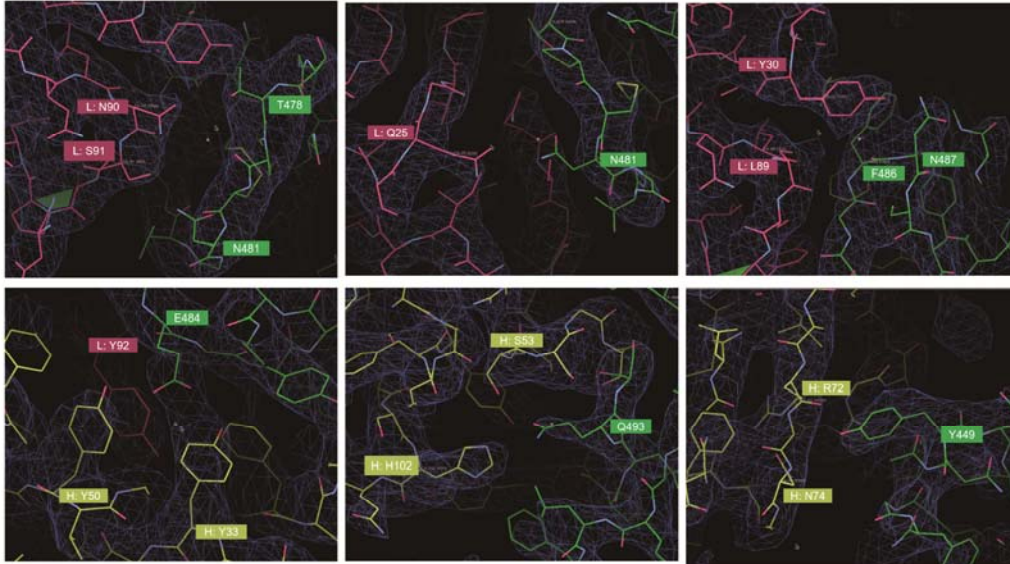 L: N90
T478
L: S91
N481
L: Q25
N481
L: Y30
L: L89
F486
N487
E484
L: Y92
H: Y50
H: Y33
H: S53
Q493
H: H102
H: R72
Y449
H: N74